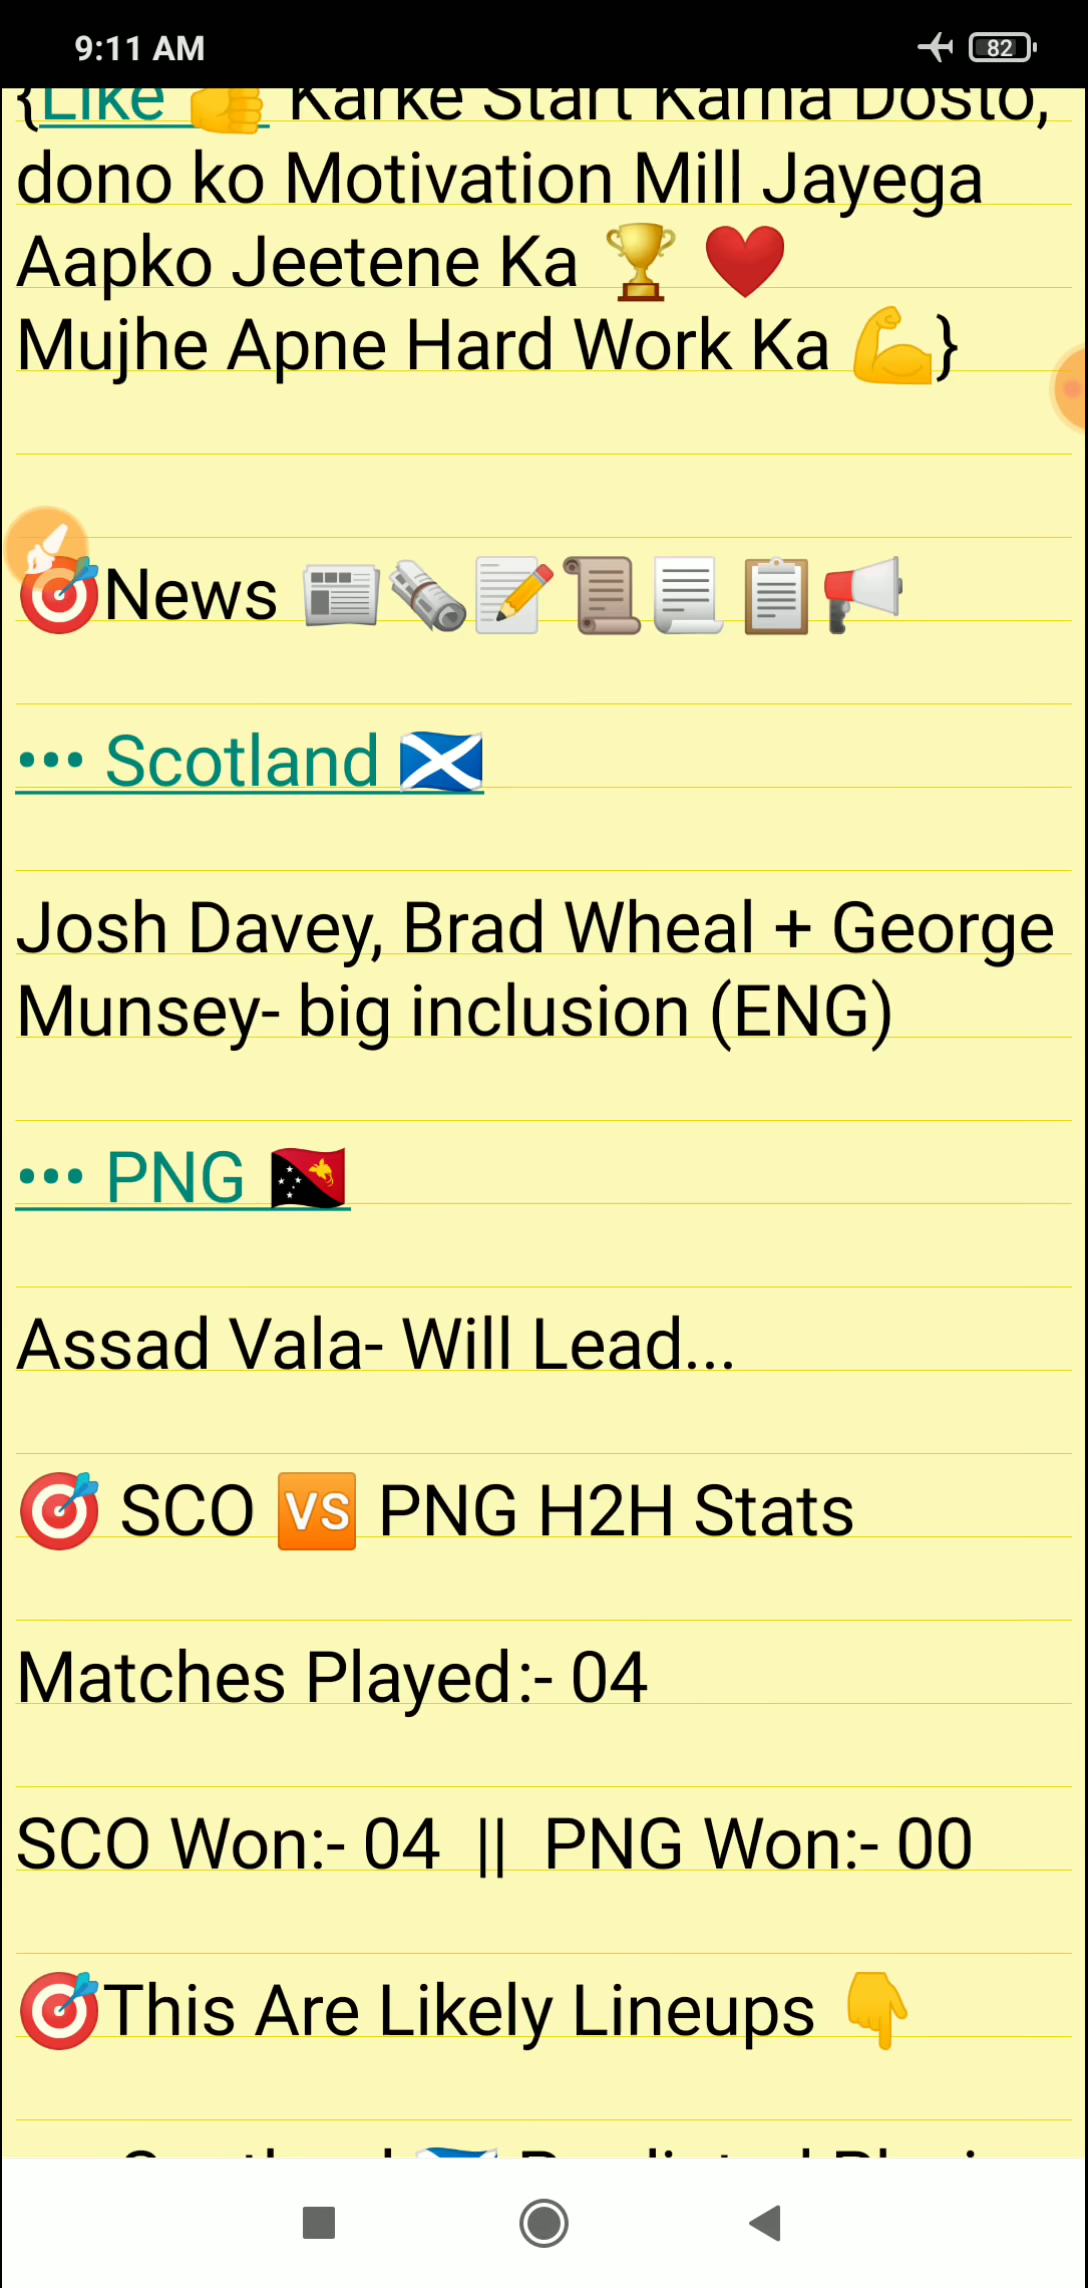 9:11 AM
82
{Like 👍 Karke Start Karna Dosto,
dono ko Motivation Mill Jayega
Aapko Jeetene Ka 🏆 ❤️
Mujhe Apne Hard Work Ka 💪}
🎯News 📰🗞️📝📜📃📋📢
••• Scotland 🏴󠁧󠁢󠁳󠁣󠁴󠁿
Josh Davey, Brad Wheal + George
Munsey- big inclusion (ENG)
••• PNG 🇵🇬
Assad Vala- Will Lead...
🎯 SCO 🆚 PNG H2H Stats
Matches Played:- 04
SCO Won:- 04 || PNG Won:- 00
🎯This Are Likely Lineups 👇
Scotland 🏴󠁧󠁢󠁳󠁣󠁴󠁿 Predicted